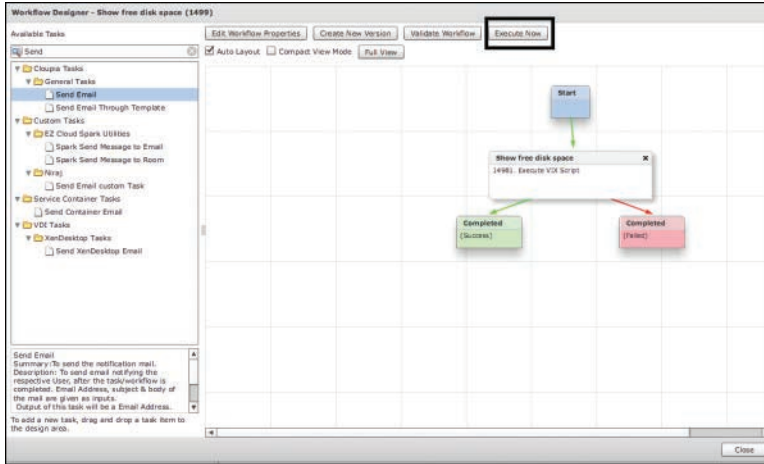 Workflow Designer - Show free disk space (1499)
Available Tasks
Edit Workflow Properties
Create New Version
Validate Workflow
Execute Now
Send
Auto Layout
Compact View Mode
Full View
Cloupia Tasks
General Tasks
Send Email
Send Email Through Template
Custom Tasks
EZ Cloud Spark Utilities
Spark Send Message to Email
Spark Send Message to Room
Niraj
Send Email custom Task
Service Container Tasks
Send Container Email
VDI Tasks
XenDesktop Tasks
Send XenDesktop Email
Start
Show free disk space
14981. Execute VIX Script
Completed
(Success)
Completed
(Failed)
Send Email
Summary:To send the notification mail.
Description: To send email notifying the
respective User, after the task/workflow is
completed. Email Address, subject & body of
the mail are given as inputs.
Output of this task will be a Email Address.
To add a new task, drag and drop a task item to
the design area.
Close